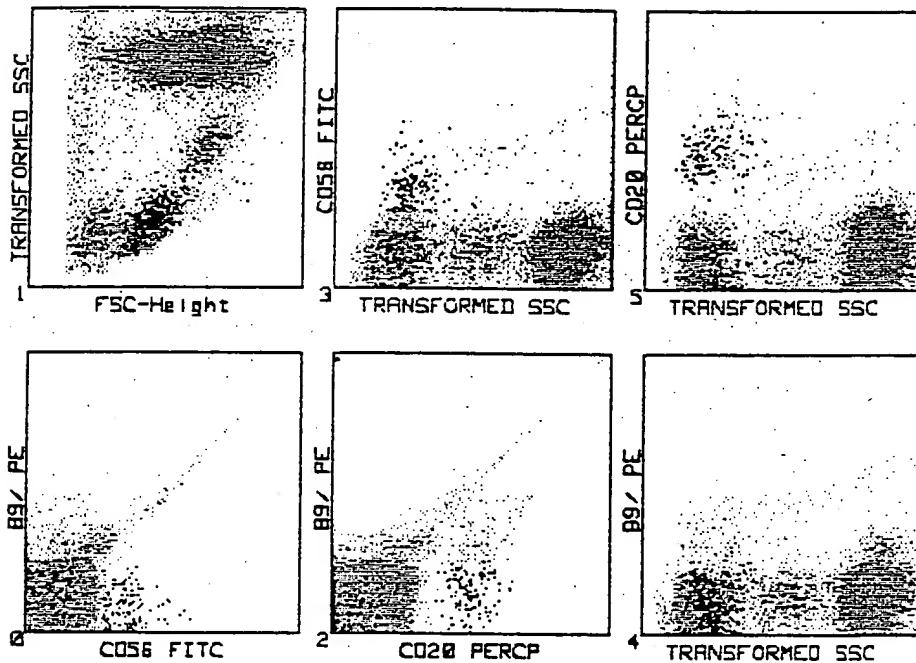 TRANSFORMED SSC
1
FSC-Height
CD56 FITC
3
TRANSFORMED SSC
CD20 PERCP
5
TRANSFORMED SSC
B9/ PE
0
CD56 FITC
B9/ PE
2
CD20 PERCP
B9/ PE
4
TRANSFORMED SSC